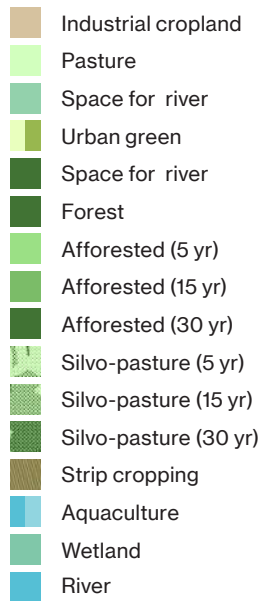 Industrial cropland
Pasture
Space for river
Urban green
Space for river
Forest
Afforested (5 yr)
Afforested (15 yr)
Afforested (30 yr)
Silvo-pasture (5 yr)
Silvo-pasture (15 yr)
Silvo-pasture (30 yr)
Strip cropping
Aquaculture
Wetland
River